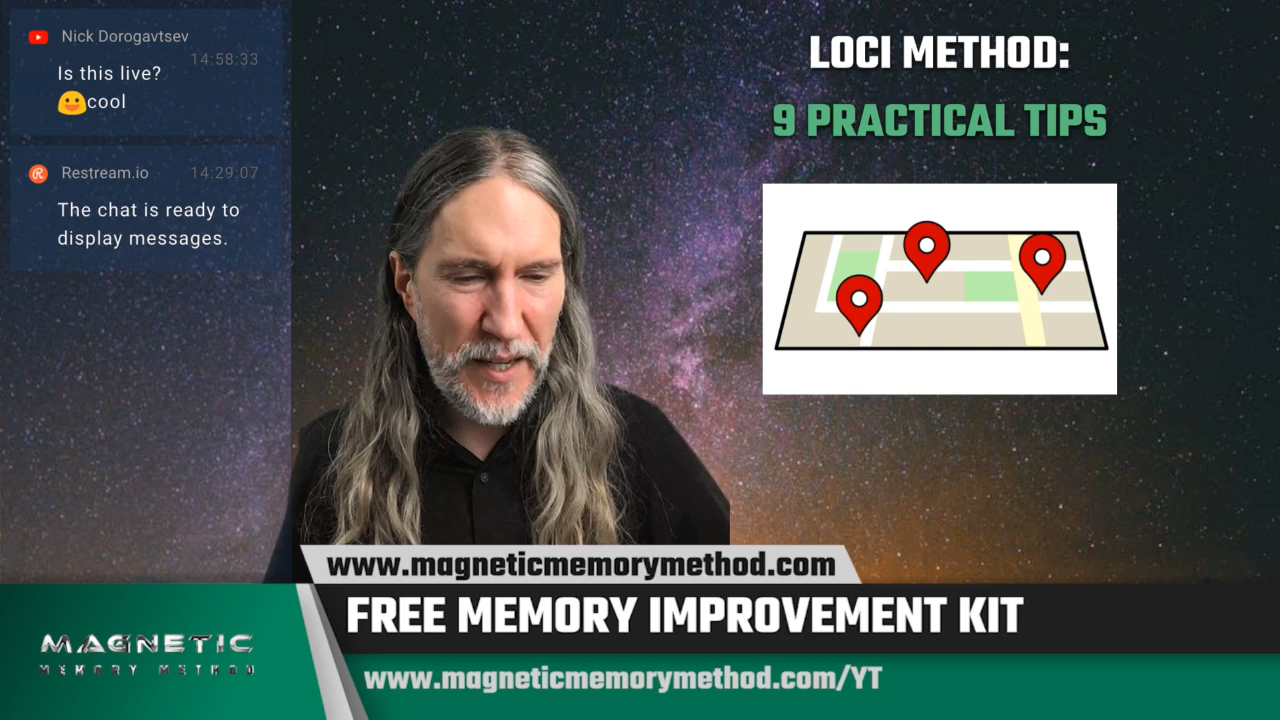 Nick Dorogavtsev
14:58:33
Is this live?
😀cool
Restream.io 14:29:07
The chat is ready to
display messages.
LOCI METHOD:
9 PRACTICAL TIPS
www.magneticmemorymethod.com
FREE MEMORY IMPROVEMENT KIT
MAGNETIC
MEMORY METHOD
www.magneticmemorymethod.com/YT